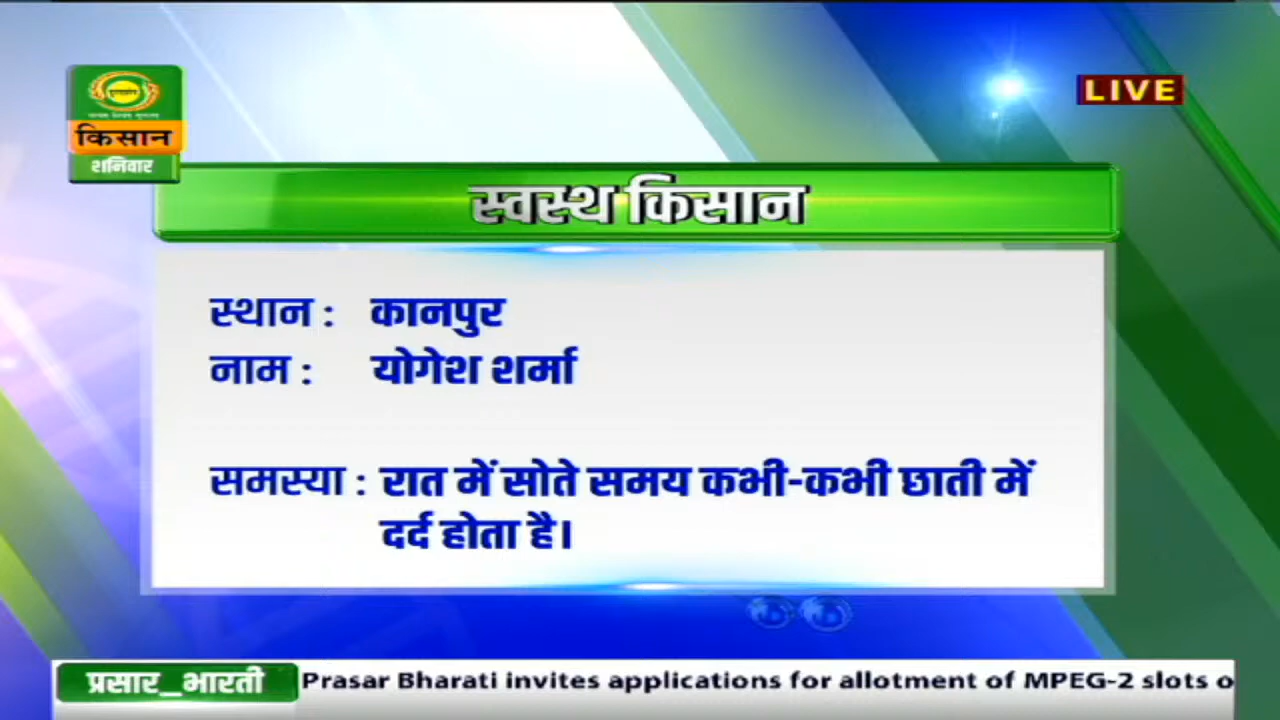 LIVE
किसान
शनिवार
स्वस्थ किसान
स्थान : कानपुर
नाम : योगेश शर्मा
समस्या : रात में सोते समय कभी-कभी छाती में
दर्द होता है।
प्रसार_भारती Prasar Bharati invites applications for allotment of MPEG-2 slots o